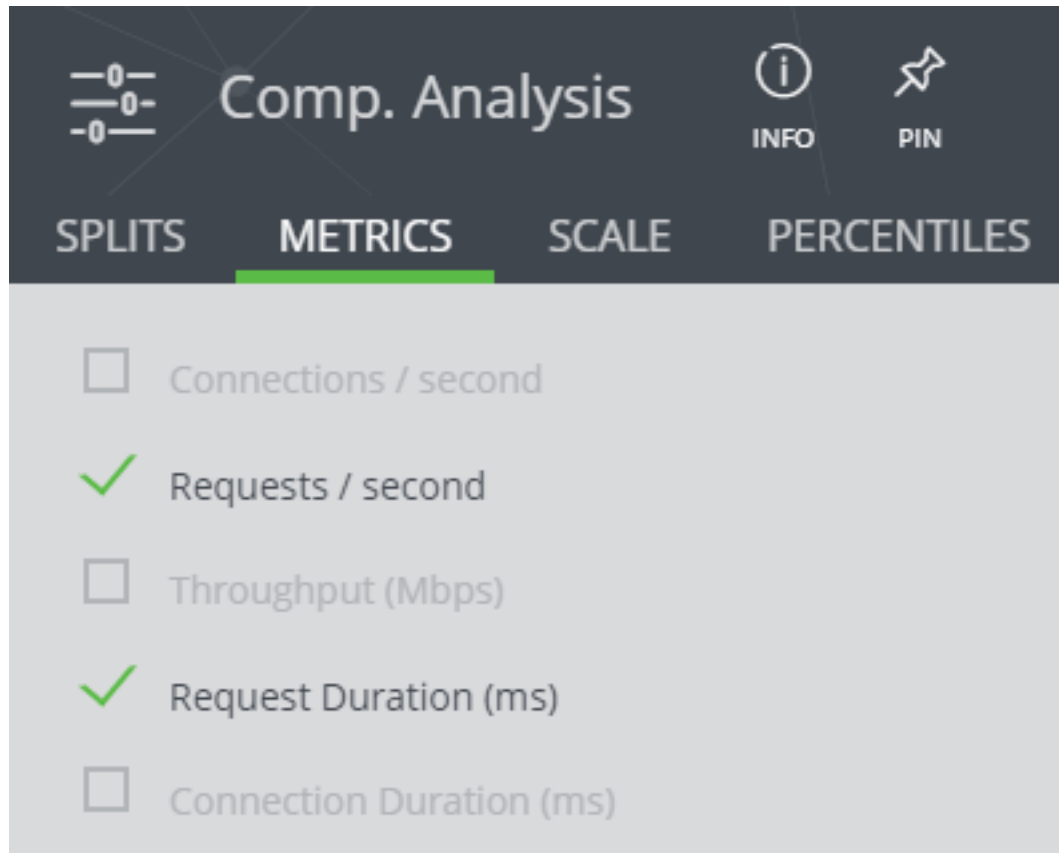 Comp. Analysis
INFO PIN
SPLITS METRICS SCALE PERCENTILES
Connections / second
Requests / second
Throughput (Mbps)
Request Duration (ms)
Connection Duration (ms)